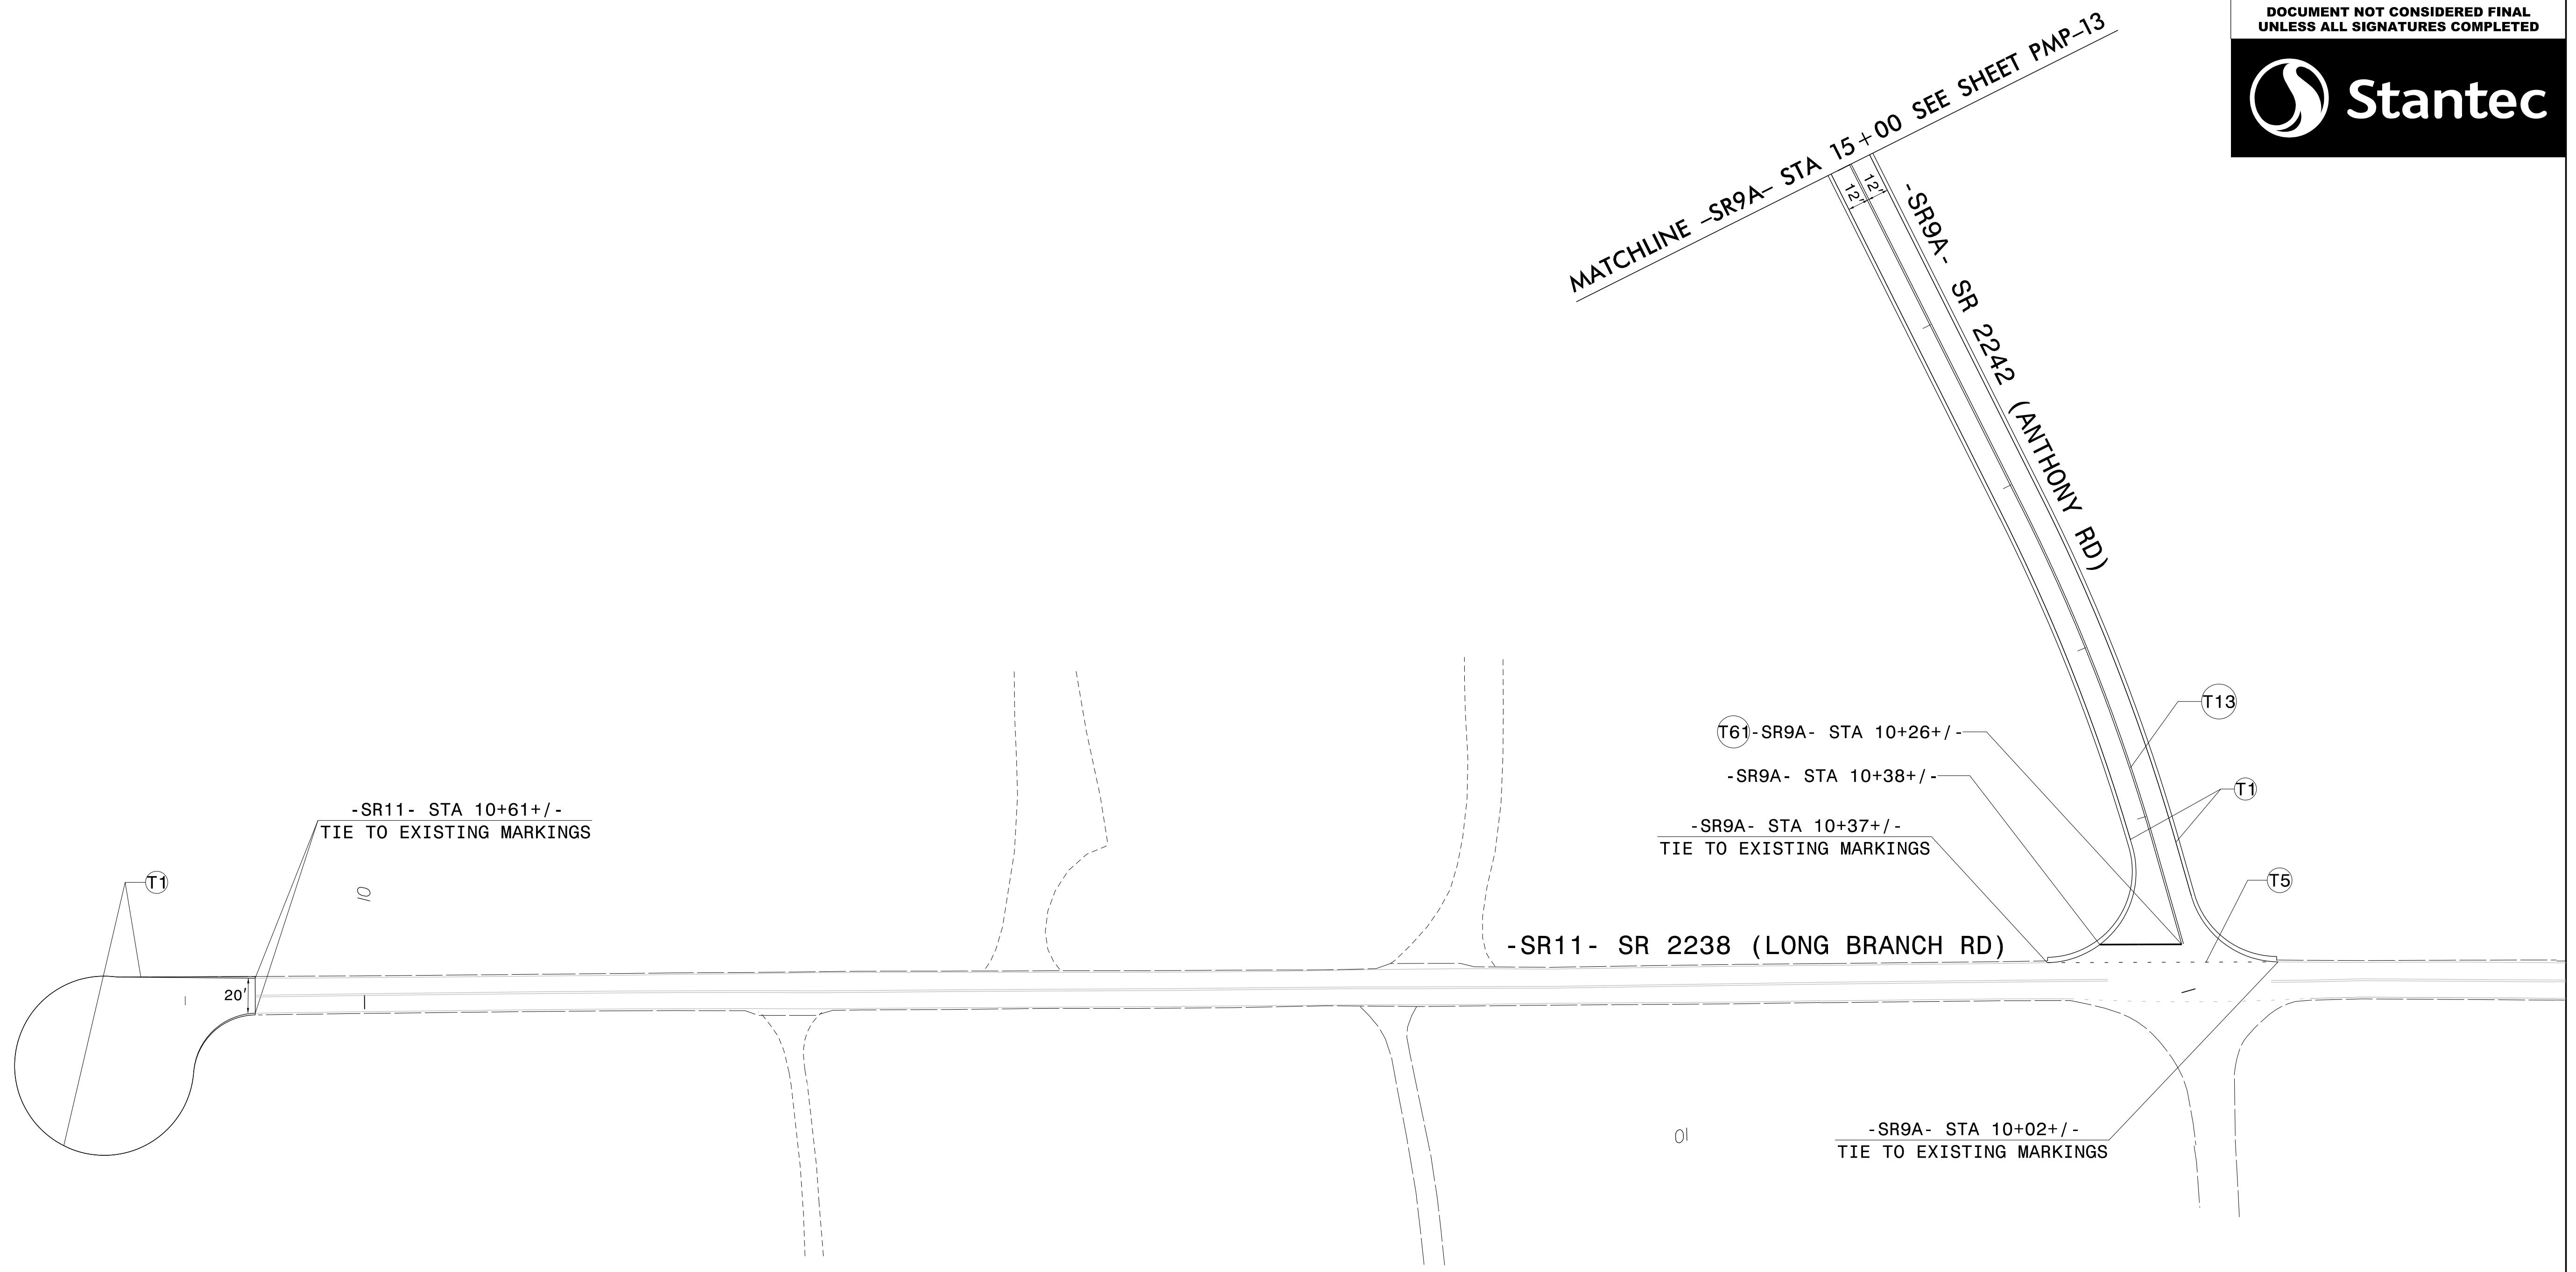 DOCUMENT NOT CONSIDERED FINAL
UNLESS ALL SIGNATURES COMPLETED
Stantec
MATCHLINE -SR9A- STA 15+00 SEE SHEET PMP-13
12'
12'
-SR9A- SR 2242 (ANTHONY RD)
T13
T61 -SR9A- STA 10+26+/-
-SR9A- STA 10+38+/-
T1
-SR9A- STA 10+37+/-
TIE TO EXISTING MARKINGS
-SR11- STA 10+61+/-
TIE TO EXISTING MARKINGS
T1
T5
10
-SR11- SR 2238 (LONG BRANCH RD)
20'
-SR9A- STA 10+02+/-
TIE TO EXISTING MARKINGS
10